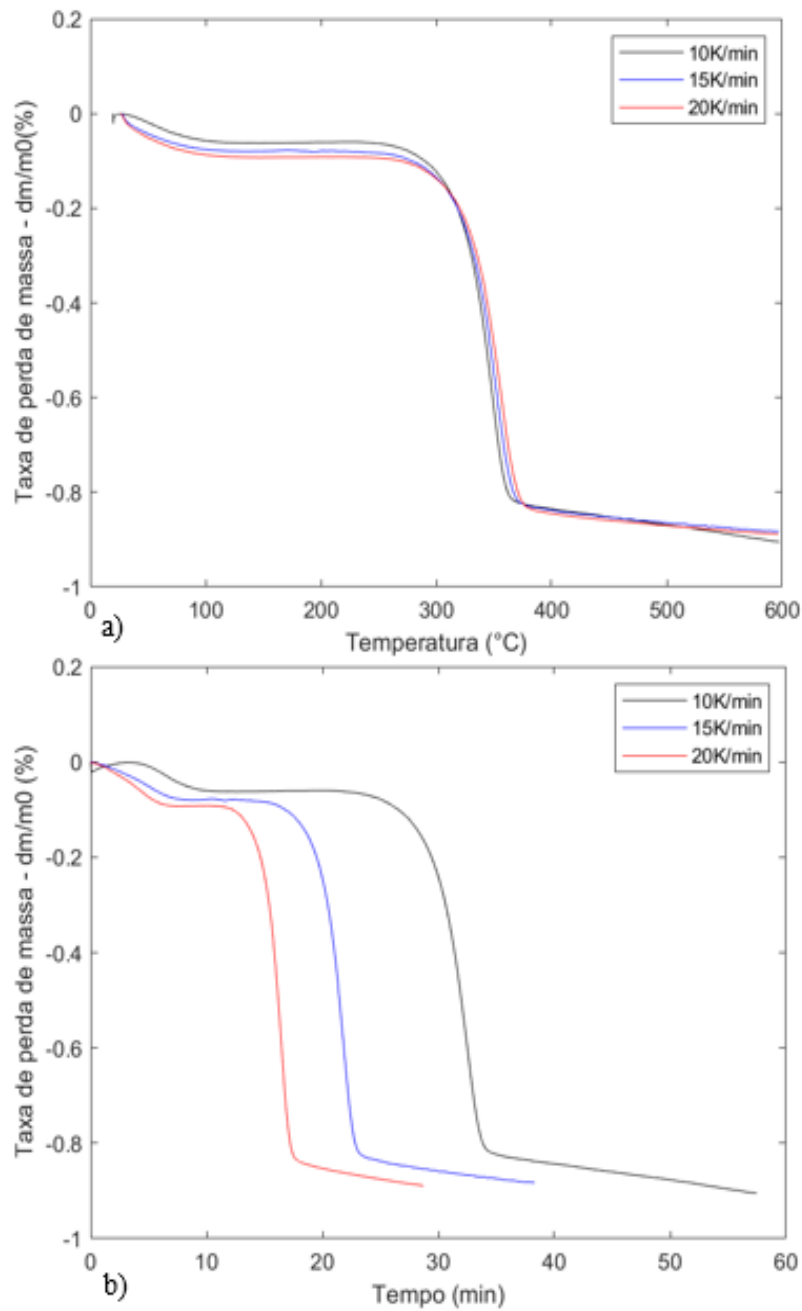 0.2
10K/min
15K/min
20K/min
0
-0.2
-0.4
-0.6
-0.8
-1
Taxa de perda de massa - dm/m0(%)
0 100 200 300 400 500 600
a)
Temperatura (°C)
0.2
10K/min
15K/min
20K/min
0
-0.2
-0.4
-0.6
-0.8
-1
Taxa de perda de massa - dm/m0 (%)
0 10 20 30 40 50 60
b)
Tempo (min)